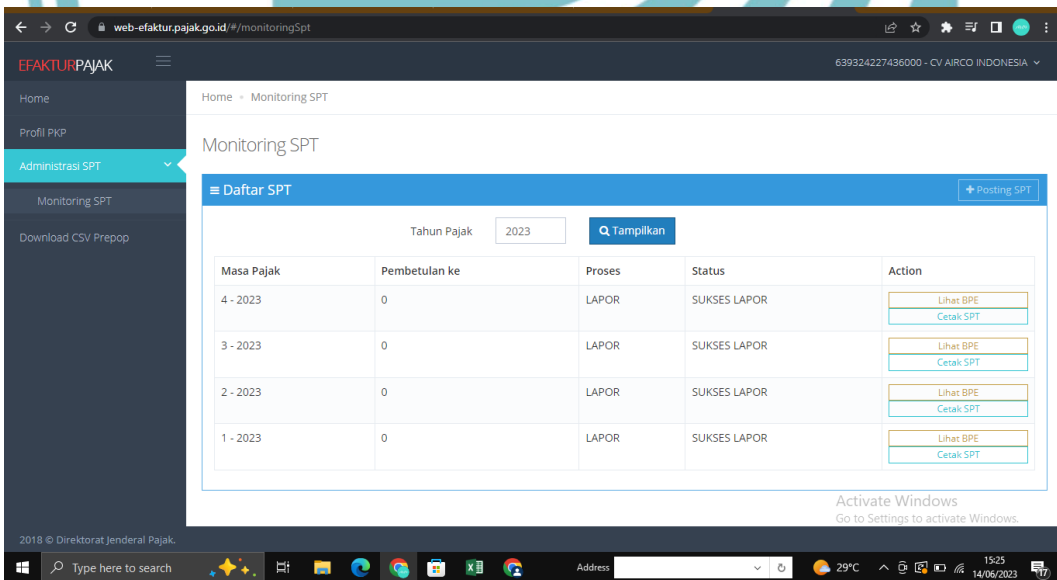 web-efaktur.pajak.go.id/#/monitoringSpt
EFAKTURPAJAK
639324227436000 - CV AIRCO INDONESIA
Home
Profil PKP
Administrasi SPT
Monitoring SPT
Download CSV Prepop
2018 © Direktorat Jenderal Pajak.
Home Monitoring SPT
Monitoring SPT
Daftar SPT
Posting SPT
Tahun Pajak 2023 Tampilkan
Masa Pajak Pembetulan ke Proses Status Action
4 - 2023 0 LAPOR SUKSES LAPOR Lihat BPE
Cetak SPT
3 - 2023 0 LAPOR SUKSES LAPOR Lihat BPE
Cetak SPT
2 - 2023 0 LAPOR SUKSES LAPOR Lihat BPE
Cetak SPT
1 - 2023 0 LAPOR SUKSES LAPOR Lihat BPE
Cetak SPT
Activate Windows
Go to Settings to activate Windows.
Type here to search
Address
29°C
15:25
14/06/2023